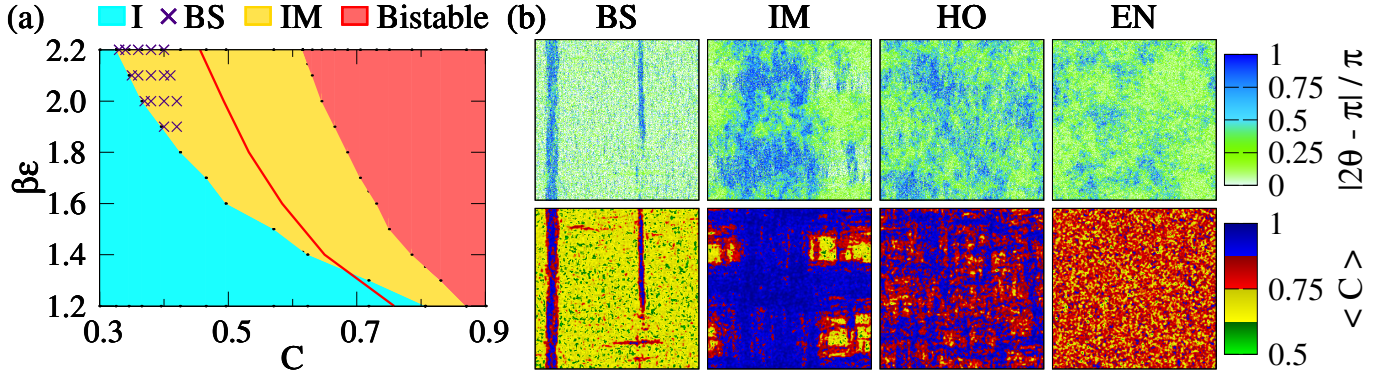 (a) I BS IM Bistable
2.2
2.0
1.8
1.6
1.4
1.2
βε
0.3 0.5 0.7 0.9
C
(b) BS IM HO EN
1
0.75
0.5
0.25
0
|2θ - π| / π
1
0.75
0.5
< C >